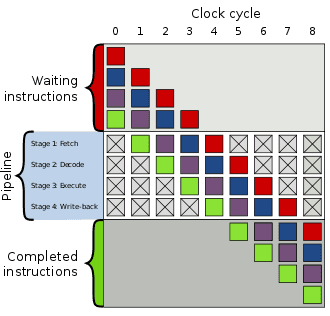 Clock cycle
0 1 2 3 4 5 6 7 8
Waiting
instructions
Pipeline
Stage 1: Fetch
Stage 2: Decode
Stage 3: Execute
Stage 4: Write-back
Completed
instructions